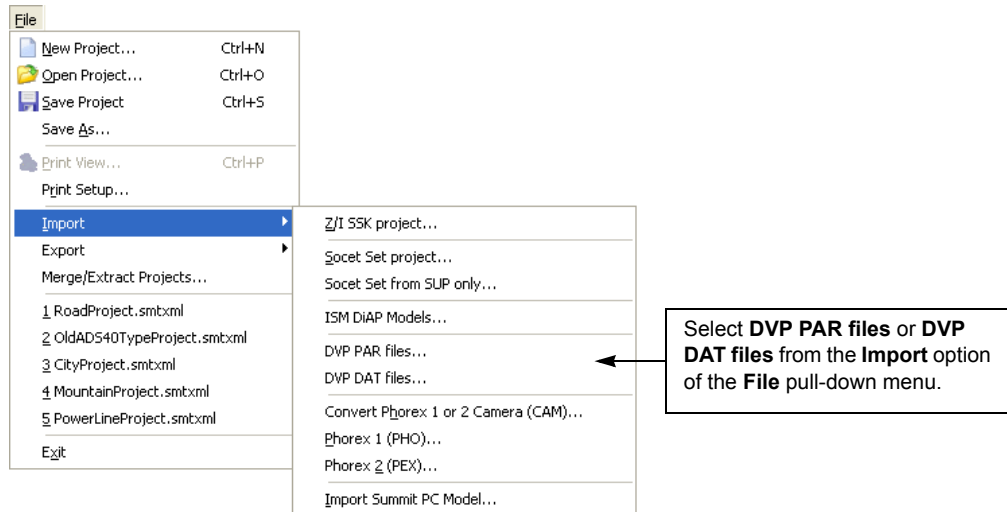 File
New Project... Ctrl+N
Open Project... Ctrl+O
Save Project Ctrl+S
Save As...
Print View... Ctrl+P
Print Setup...
Import
Export
Merge/Extract Projects...
1 RoadProject.smtxml
2 OldADS40TypeProject.smtxml
3 CityProject.smtxml
4 MountainProject.smtxml
5 PowerLineProject.smtxml
Exit
Z/I SSK project...
Socet Set project...
Socet Set from SUP only...
ISM DiAP Models...
DVP PAR files...
DVP DAT files...
Convert Phorex 1 or 2 Camera (CAM)...
Phorex 1 (PHO)...
Phorex 2 (PEX)...
Import Summit PC Model...
Select DVP PAR files or DVP
DAT files from the Import option
of the File pull-down menu.